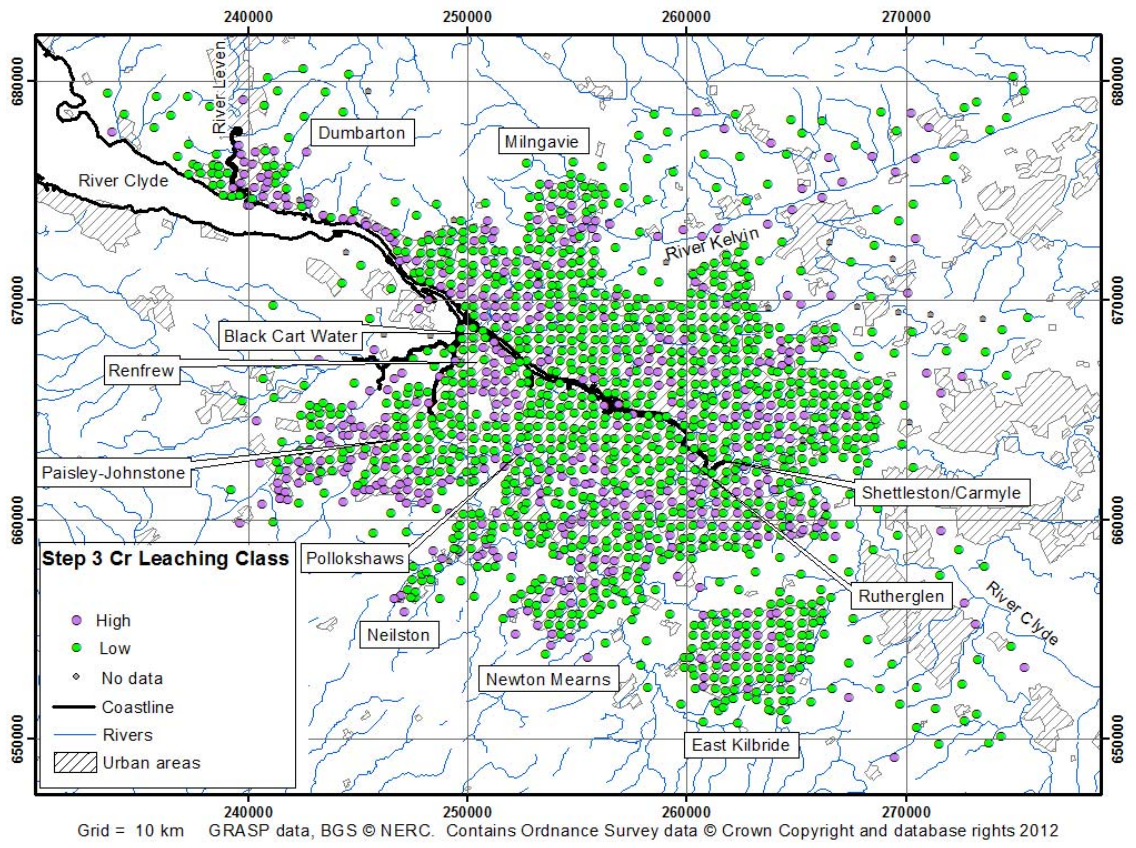 240000 250000 260000 270000
680000 680000
River Leven
Dumbarton
Milngavie
River Clyde
River Kelvin
670000 670000
Black Cart Water
Renfrew
Paisley-Johnstone
Shettleston/Carmyle
660000 660000
Pollokshaws
Rutherglen
River Clyde
Neilston
Newton Mearns
East Kilbride
650000 650000
Step 3 Cr Leaching Class
High
Low
No data
Coastline
Rivers
Urban areas
240000 250000 260000 270000
Grid = 10 km GRASP data, BGS © NERC. Contains Ordnance Survey data © Crown Copyright and database rights 2012